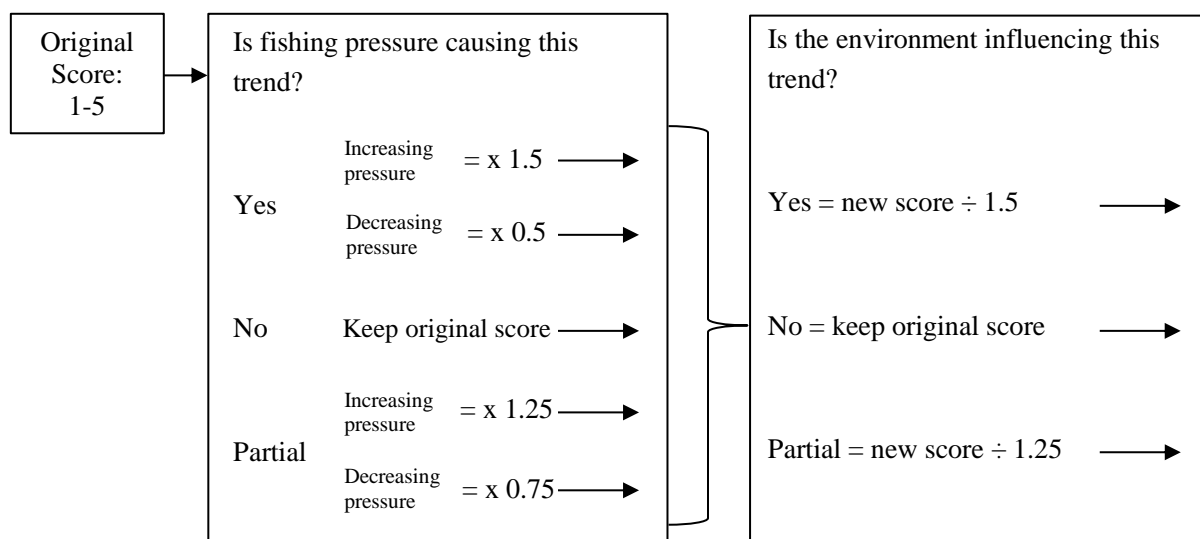 Original
Score:
1-5
Is fishing pressure causing this
trend?
Increasing
pressure
= x 1.5
Yes
Decreasing
pressure
= x 0.5
No
Keep original score
Increasing
pressure
= x 1.25
Partial
Decreasing
pressure
= x 0.75
Is the environment influencing this
trend?
Yes = new score ÷ 1.5
No = keep original score
Partial = new score ÷ 1.25